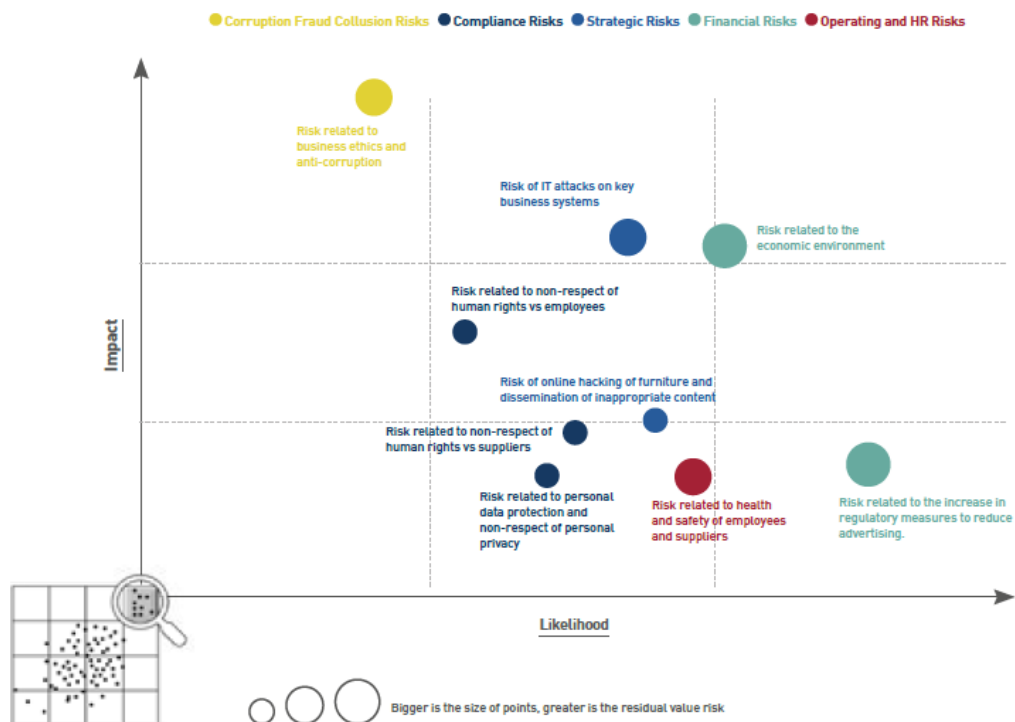 Corruption Fraud Collusion Risks Compliance Risks Strategic Risks Financial Risks Operating and HR Risks
Risk related to
business ethics and
anti-corruption
Risk of IT attacks on key
business systems
Risk related to the
economic environment
Risk related to non-respect of
human rights vs employees
Impact
Risk of online hacking of furniture and
dissemination of inappropriate content
Risk related to non-respect of
human rights vs suppliers
Risk related to personal
data protection and
non-respect of personal
privacy
Risk related to health
and safety of employees
and suppliers
Risk related to the increase in
regulatory measures to reduce
advertising.
Likelihood
Bigger is the size of points, greater is the residual value risk